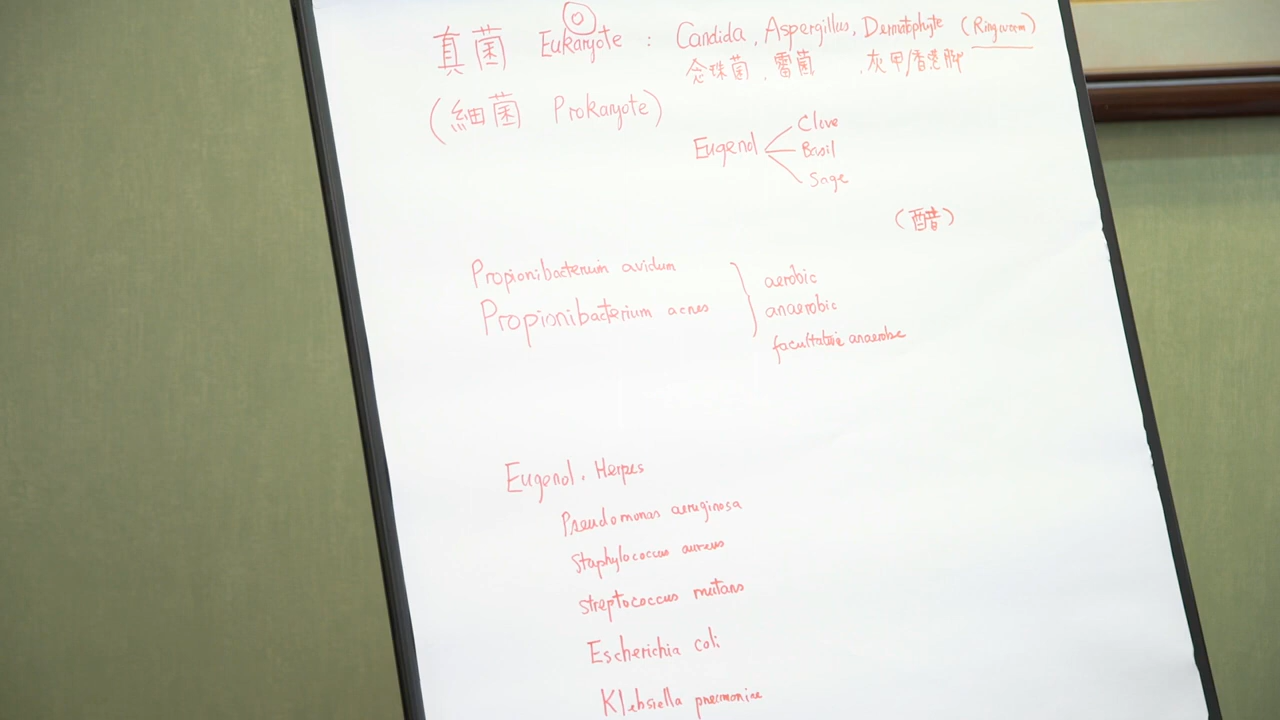 真菌 Eukaryote : Candida, Aspergillus, Dermatophyte (Ringworm)
念珠菌, 霉菌, 灰甲/香港脚
(細菌 Prokaryote)
Eugenol
Clove
Basil
Sage
(醋)
Propionibacterium avidum
Propionibacterium acnes
aerobic
anaerobic
facultative anaerobe
Eugenol, Herpes
Pseudomonas aeruginosa
Staphylococcus aureus
streptococcus mutans
Escherichia coli
Klebsiella pneumoniae